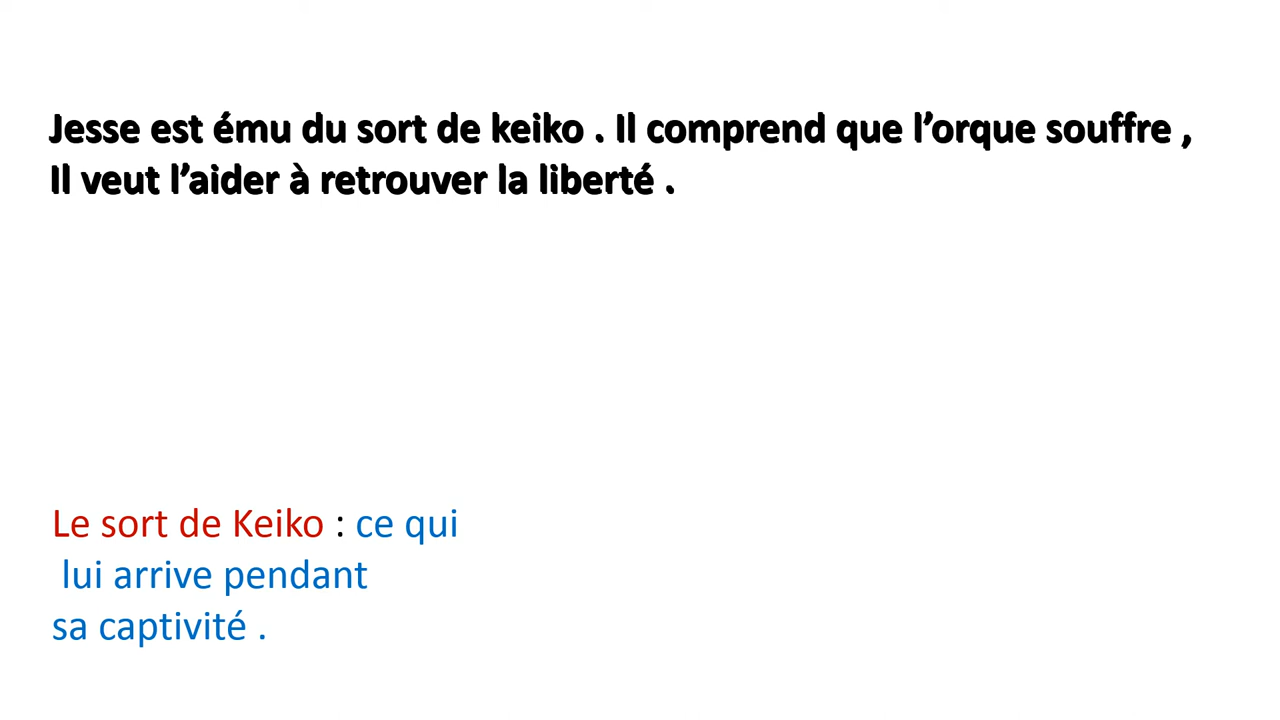 Jesse est ému du sort de keiko . Il comprend que l’orque souffre ,
Il veut l’aider à retrouver la liberté .
Le sort de Keiko : ce qui
lui arrive pendant
sa captivité .